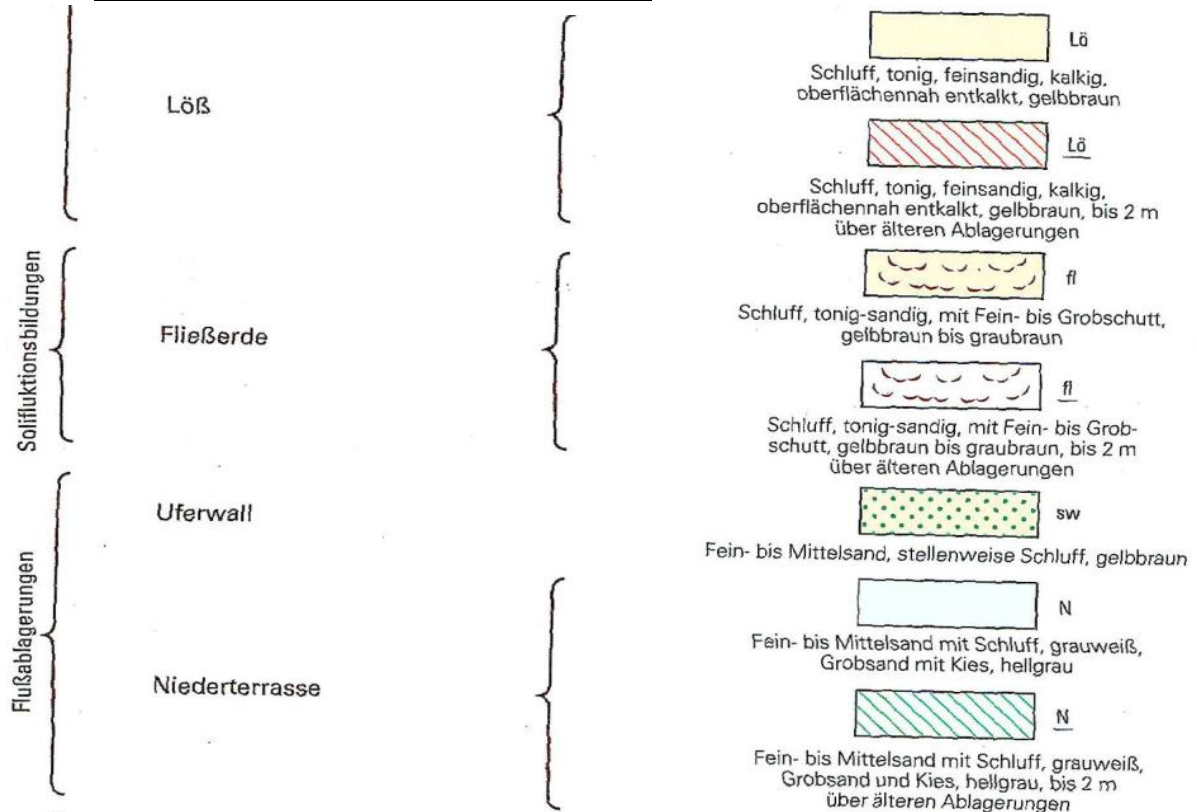 Lö
Schluff, tonig, feinsandig, kalkig,
oberflächennah entkalkt, gelbbraun
Löß
Lö
Schluff, tonig, feinsandig, kalkig,
oberflächennah entkalkt, gelbbraun, bis 2 m
über älteren Ablagerungen
Solifluktionsbildungen
Fließerde
fl
Schluff, tonig-sandig, mit Fein- bis Grobschutt,
gelbbraun bis graubraun
fl
Schluff, tonig-sandig, mit Fein- bis Grob-
schutt, gelbbraun bis graubraun, bis 2 m
über älteren Ablagerungen
Flußablagerungen
Uferwall
sw
Fein- bis Mittelsand, stellenweise Schluff, gelbbraun
Niederterrasse
N
Fein- bis Mittelsand mit Schluff, grauweiß,
Grobsand mit Kies, hellgrau
N
Fein- bis Mittelsand mit Schluff, grauweiß,
Grobsand und Kies, hellgrau, bis 2 m
über älteren Ablagerungen